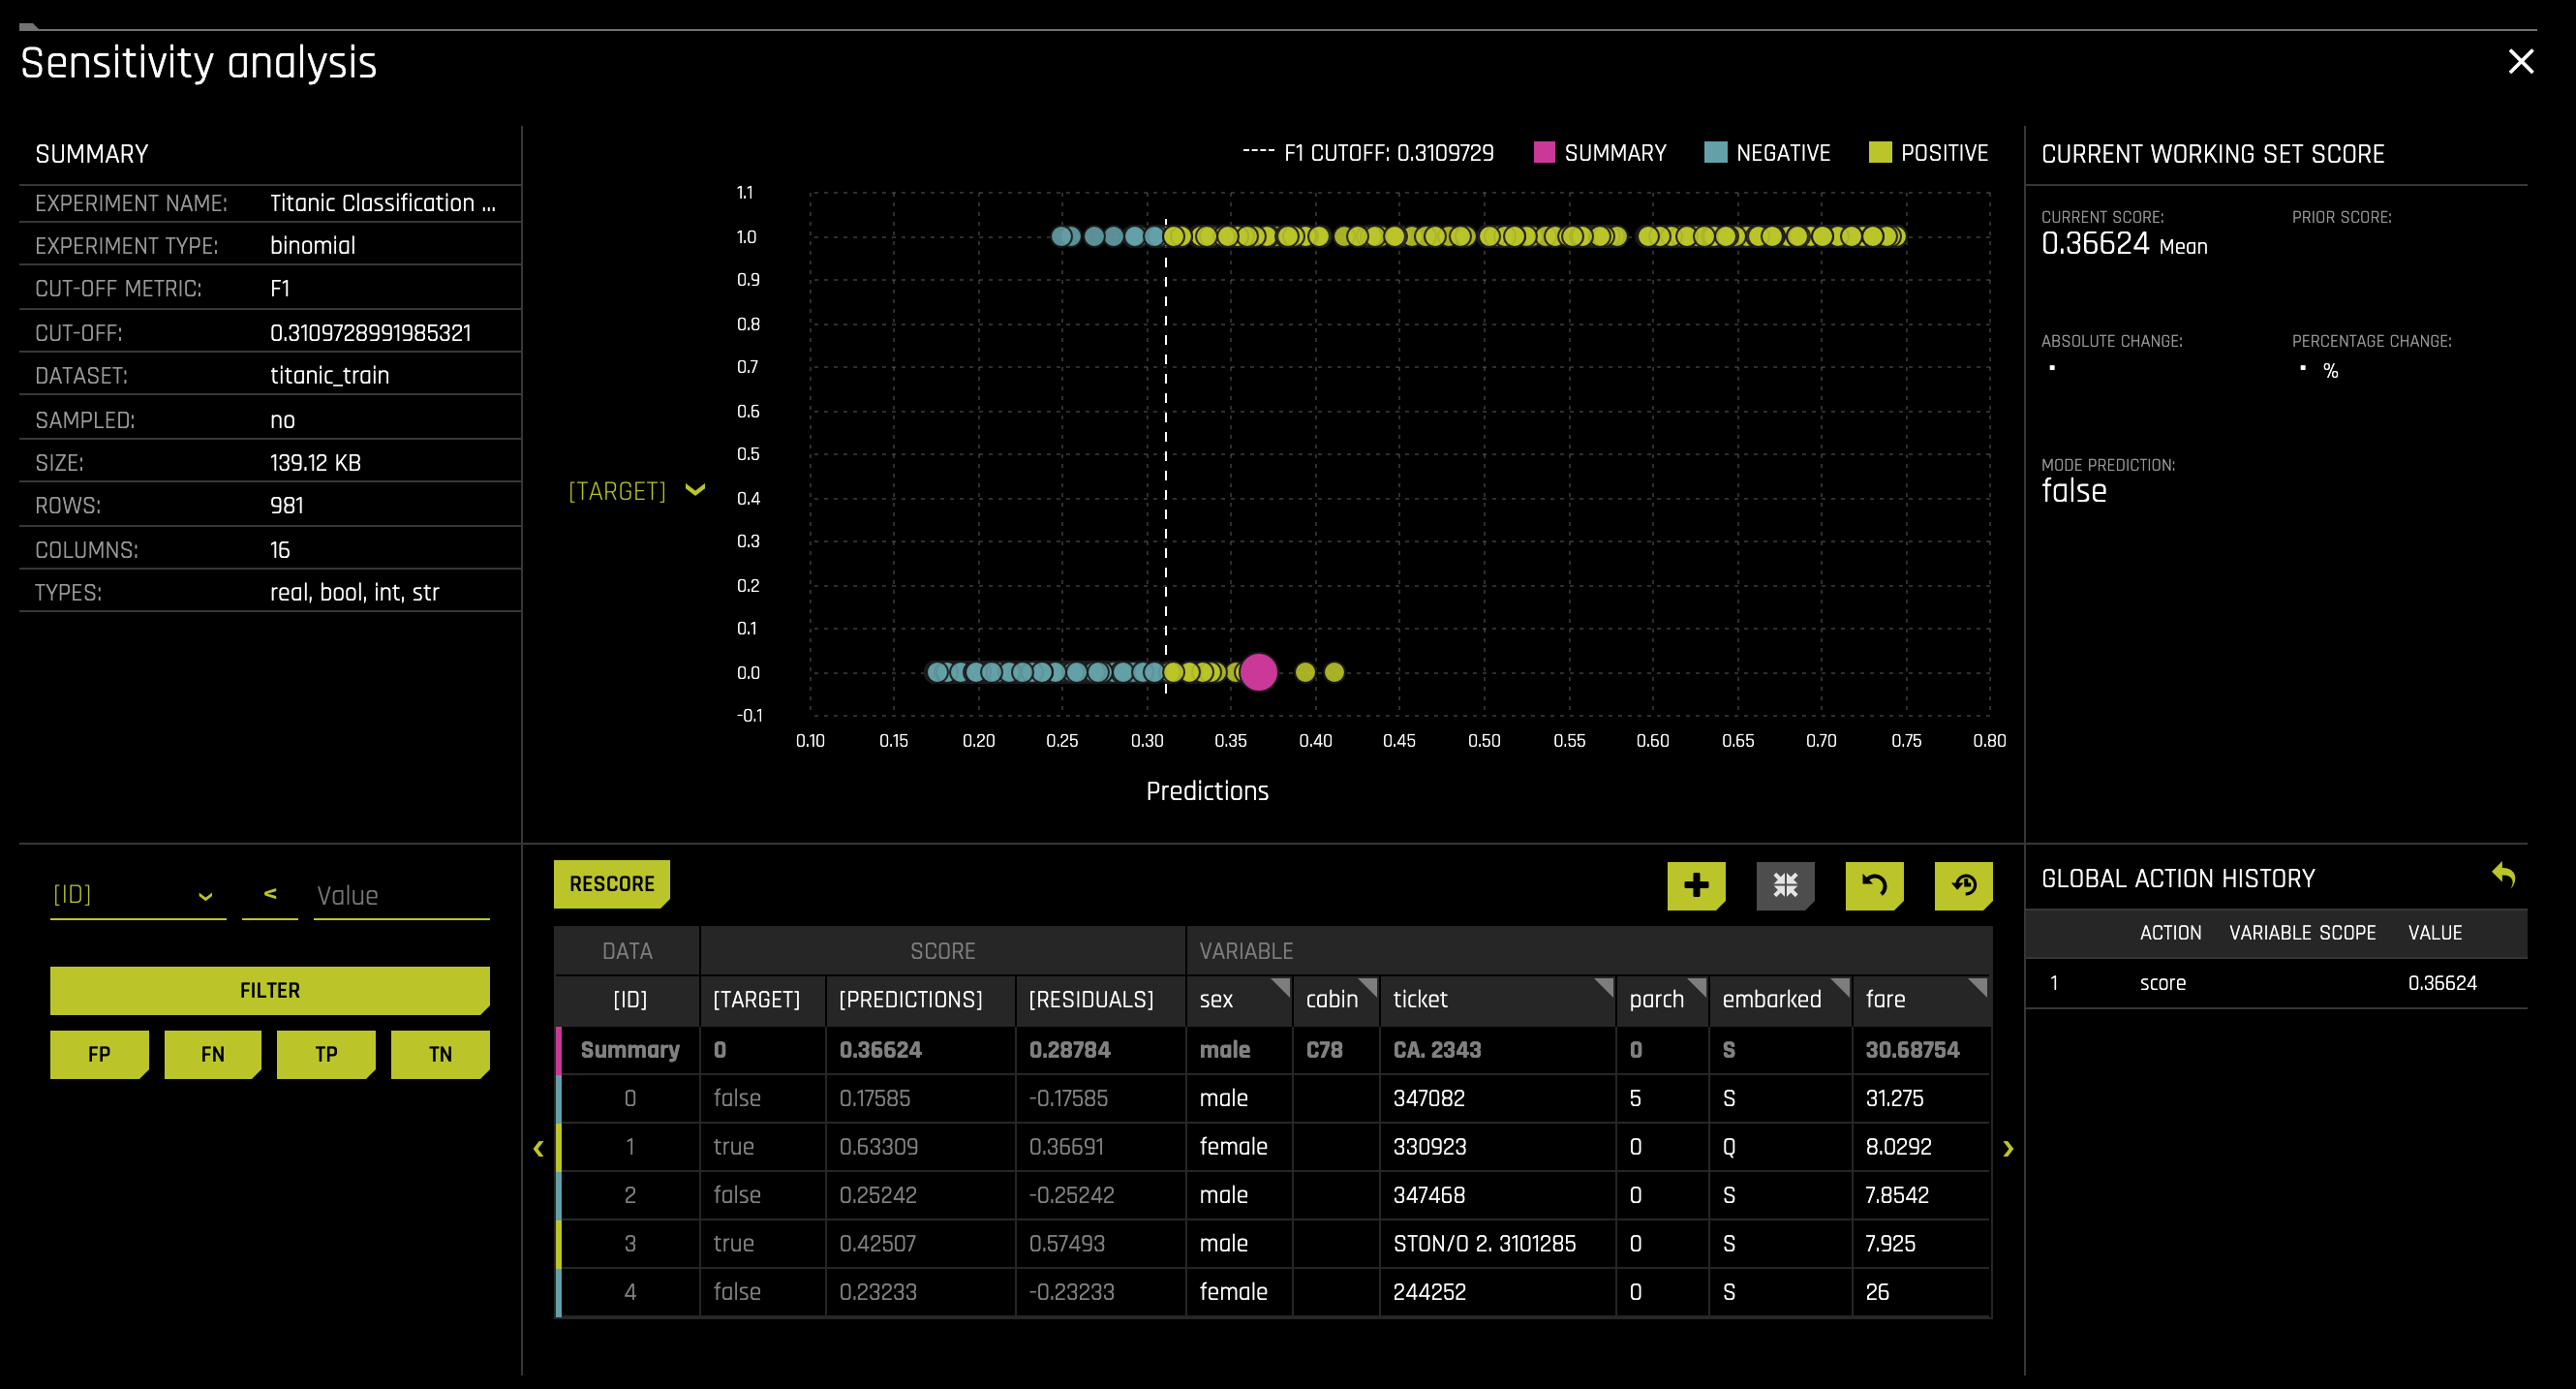 Sensitivity analysis
SUMMARY
EXPERIMENT NAME: Titanic Classification ...
EXPERIMENT TYPE: binomial
CUT-OFF METRIC: F1
CUT-OFF: 0.3109728991985321
DATASET: titanic_train
SAMPLED: no
SIZE: 139.12 KB
ROWS: 981
COLUMNS: 16
TYPES: real, bool, int, str
F1 CUTOFF: 0.3109729 SUMMARY NEGATIVE POSITIVE
[TARGET]
1.1
1.0
0.9
0.8
0.7
0.6
0.5
0.4
0.3
0.2
0.1
0.0
-0.1
0.10 0.15 0.20 0.25 0.30 0.35 0.40 0.45 0.50 0.55 0.60 0.65 0.70 0.75 0.80
Predictions
CURRENT WORKING SET SCORE
CURRENT SCORE: PRIOR SCORE:
0.36624 Mean
ABSOLUTE CHANGE: PERCENTAGE CHANGE:
- - %
MODE PREDICTION:
false
[ID] < Value
FILTER
FP FN TP TN
RESCORE
DATA SCORE VARIABLE
[ID] [TARGET] [PREDICTIONS] [RESIDUALS] sex cabin ticket parch embarked fare
Summary 0 0.36624 0.28784 male C78 CA. 2343 0 S 30.68754
0 false 0.17585 -0.17585 male 347082 5 S 31.275
1 true 0.63309 0.36691 female 330923 0 Q 8.0292
2 false 0.25242 -0.25242 male 347468 0 S 7.8542
3 true 0.42507 0.57493 male STON/O 2. 3101285 0 S 7.925
4 false 0.23233 -0.23233 female 244252 0 S 26
GLOBAL ACTION HISTORY
ACTION VARIABLE SCOPE VALUE
1 score 0.36624